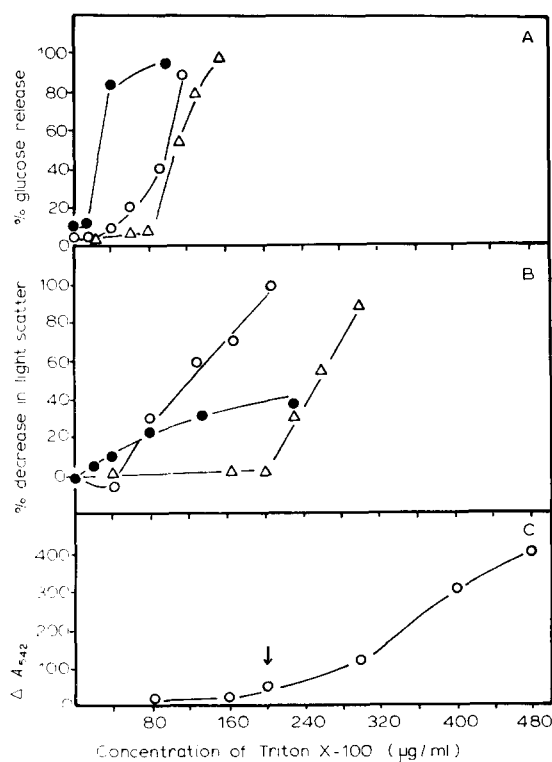 A
100
80
60
40
20
0
% glucose release
B
100
80
60
40
20
0
% decrease in light scatter
C
400
300
200
100
0
Δ A542
80 160 240 320 400 480
Concentration of Triton X-100 (µg/ml)